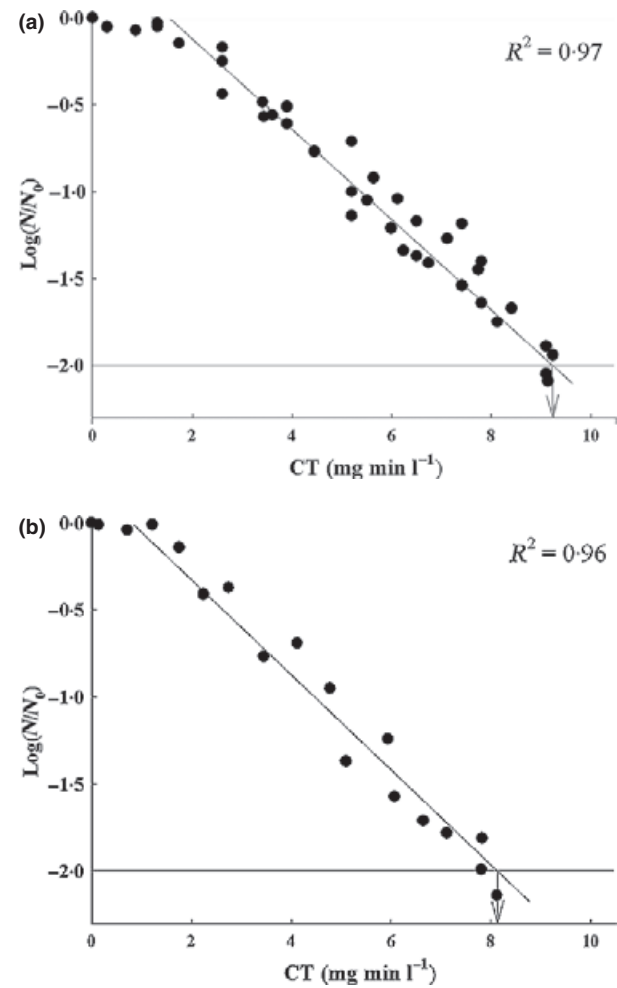 (a)
R² = 0·97
0·0
−0·5
−1·0
−1·5
−2·0
Log(N/N₀)
0 2 4 6 8 10
CT (mg min l⁻¹)
(b)
R² = 0·96
0·0
−0·5
−1·0
−1·5
−2·0
Log(N/N₀)
0 2 4 6 8 10
CT (mg min l⁻¹)